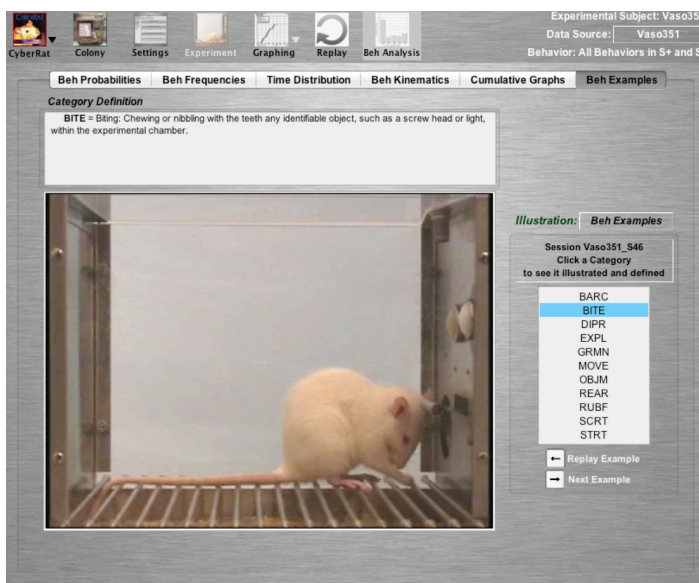 Experimental Subject: Vaso35
Data Source: Vaso351
Behavior: All Behaviors in S+ and S
CyberRat
CyberRat Colony Settings Experiment Graphing Replay Beh Analysis
Beh Probabilities Beh Frequencies Time Distribution Beh Kinematics Cumulative Graphs Beh Examples
Category Definition
BITE = Biting: Chewing or nibbling with the teeth any identifiable object, such as a screw head or light,
within the experimental chamber.
Illustration: Beh Examples
Session Vaso351_S46
Click a Category
to see it illustrated and defined
BARC
BITE
DIPR
EXPL
GRMN
MOVE
OBJM
REAR
RUBF
SCRT
STRT
Replay Example
Next Example